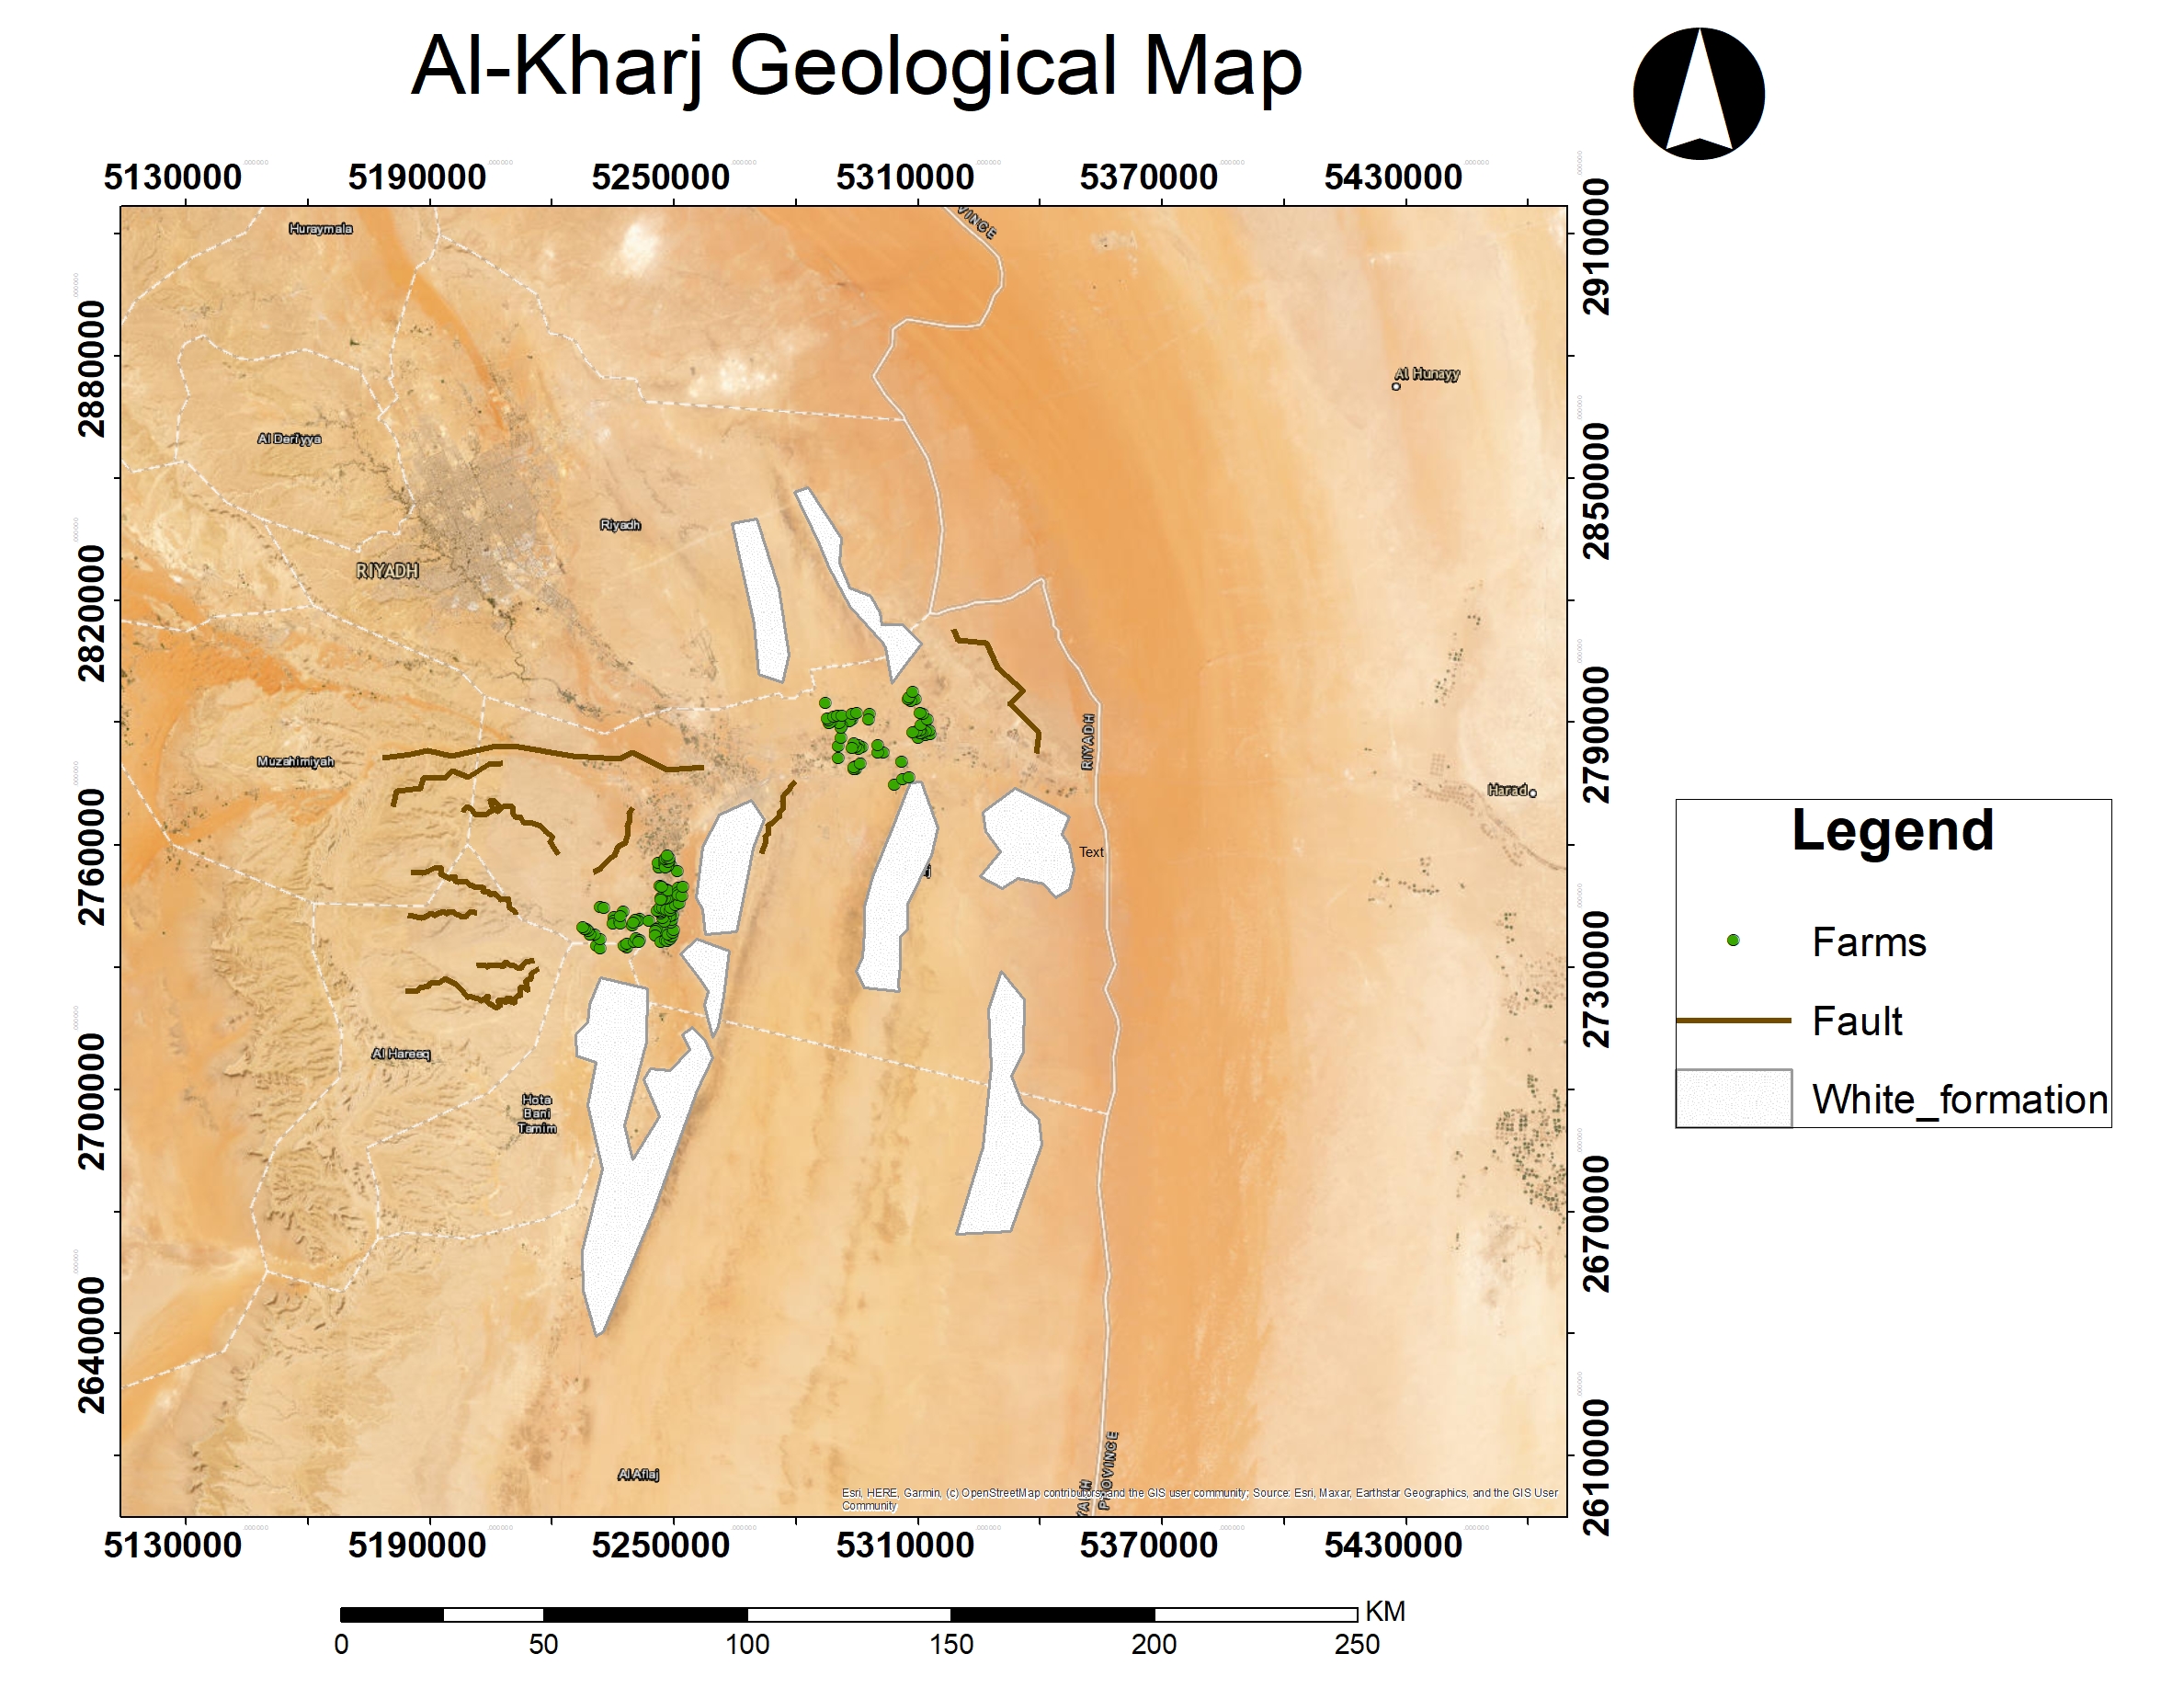 Al-Kharj Geological Map
5130000 5190000 5250000 5310000 5370000 5430000
2880000
2820000
2760000
2700000
2640000
2910000
2850000
2790000
2730000
2670000
2610000
VINCE
Huraymala
Al Hunayy
Al Deriyya
Riyadh
RIYADH
RIYADH
Muzahimiyah
Harad
Text
Al Hareeq
Hota
Bani
Tamim
Al Aflaj
PROVINCE
Esri, HERE, Garmin, (c) OpenStreetMap contributors, and the GIS user community; Source: Esri, Maxar, Earthstar Geographics, and the GIS User
Community
5130000 5190000 5250000 5310000 5370000 5430000
KM
0 50 100 150 200 250
Legend
Farms
Fault
White_formation